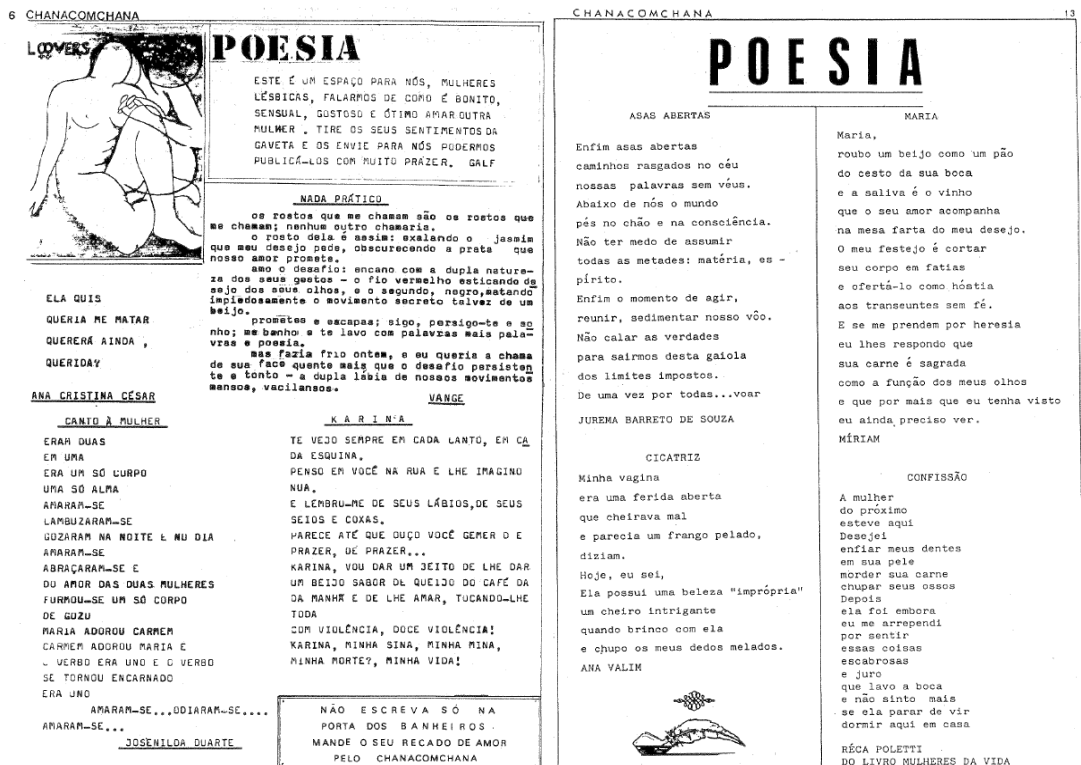 6 CHANACOMCHANA
LOOVERS
POESIA
ESTE É UM ESPAÇO PARA NÓS, MULHERES
LÉSBICAS, FALARMOS DE COMO É BONITO,
SENSUAL, GOSTOSO E ÓTIMO AMAR OUTRA
MULHER . TIRE OS SEUS SENTIMENTOS DA
GAVETA E OS ENVIE PARA NÓS PODERMOS
PUBLICÁ-LOS COM MUITO PRAZER. GALF
NADA PRÁTICO
os rostos que me chamam são os rostos que
me chamam; nenhum outro chamaria.
o rosto dela é assim: exalando o jasmim
que meu desejo pede, obscurecendo a prata que
nosso amor promete.
amo o desafio: encano com a dupla nature-
za dos seus gestos - o fio vermelho esticando de
sejo dos seus olhos, e o segundo, negro, matando
impiedosamente o movimento secreto talvez de um
beijo.
prometes e escapas; sigo, persigo-te e so
nho; me banho e te lavo com palavras mais pala-
vras e poesia.
mas fazia frio ontem, e eu queria a chama
de sua face quente mais que o desafio persisten
te e tonto - a dupla lábia de nossos movimentos
mansos, vacilansos.
VANGE
ELA QUIS
QUERIA ME MATAR
QUERERÁ AINDA ,
QUERIDA?
ANA CRISTINA CÉSAR
CANTO À MULHER
ERAM DUAS
EM UMA
ERA UM SÓ CORPO
UMA SÓ ALMA
AMARAM-SE
LAMBUZARAM-SE
GOZARAM NA NOITE E NU DIA
AMARAM-SE
ABRAÇARAM-SE E
DO AMOR DAS DUAS MULHERES
FURMOU-SE UM SÓ CORPO
DE GOZU
MARIA ADOROU CARMEM
CARMEM ADOROU MARIA E
VERBO ERA UNO E O VERBO
SE TORNOU ENCARNADO
ERA UNO
AMARAM-SE...ODIARAM-SE....
AMARAM-SE...
JOSENILDA DUARTE
KARINA
TE VEJO SEMPRE EM CADA CANTO, EM CA
DA ESQUINA.
PENSO EM VOCÊ NA RUA E LHE IMAGINO
NUA.
E LEMBRU-ME DE SEUS LÁBIOS,DE SEUS
SEIOS E COXAS.
PARECE ATÉ QUE OUÇO VOCÊ GEMER D E
PRAZER, DE PRAZER...
KARINA, VOU DAR UM JEITO DE LHE DAR
UM BEIJO SABOR DE QUEIJO DO CAFÉ DA
DA MANHÃ E DE LHE AMAR, TUCANDO-LHE
TODA
COM VIOLÊNCIA, DOCE VIOLÊNCIA!
KARINA, MINHA SINA, MINHA MINA,
MINHA MORTE?, MINHA VIDA!
NÃO ESCREVA SÓ NA
PORTA DOS BANHEIROS
MANDE O SEU RECADO DE AMOR
PELO CHANACOMCHANA
CHANACOMCHANA 13
POESIA
ASAS ABERTAS
Enfim asas abertas
caminhos rasgados no céu
nossas palavras sem véus.
Abaixo de nós o mundo
pés no chão e na consciência.
Não ter medo de assumir
todas as metades: matéria, es -
pírito.
Enfim o momento de agir,
reunir, sedimentar nosso vôo.
Não calar as verdades
para sairmos desta gaiola
dos limites impostos.
De uma vez por todas...voar
JUREMA BARRETO DE SOUZA
CICATRIZ
Minha vagina
era uma ferida aberta
que cheirava mal
e parecia um frango pelado,
diziam.
Hoje, eu sei,
Ela possui uma beleza "imprópria"
um cheiro intrigante
quando brinco com ela
e chupo os meus dedos melados.
ANA VALIM
MARIA
Maria,
roubo um beijo como um pão
do cesto da sua boca
e a saliva é o vinho
que o seu amor acompanha
na mesa farta do meu desejo.
O meu festejo é cortar
seu corpo em fatias
e ofertá-lo como hóstia
aos transeuntes sem fé.
E se me prendem por heresia
eu lhes respondo que
sua carne é sagrada
como a função dos meus olhos
e que por mais que eu tenha visto
eu ainda preciso ver.
MÍRIAM
CONFISSÃO
A mulher
do próximo
esteve aqui
Desejei
enfiar meus dentes
em sua pele
morder sua carne
chupar seus ossos
Depois
ela foi embora
eu me arrependi
por sentir
essas coisas
escabrosas
e juro
que lavo a boca
e não sinto mais
se ela parar de vir
dormir aqui em casa
RÉCA POLETTI
DO LIVRO MULHERES DA VIDA